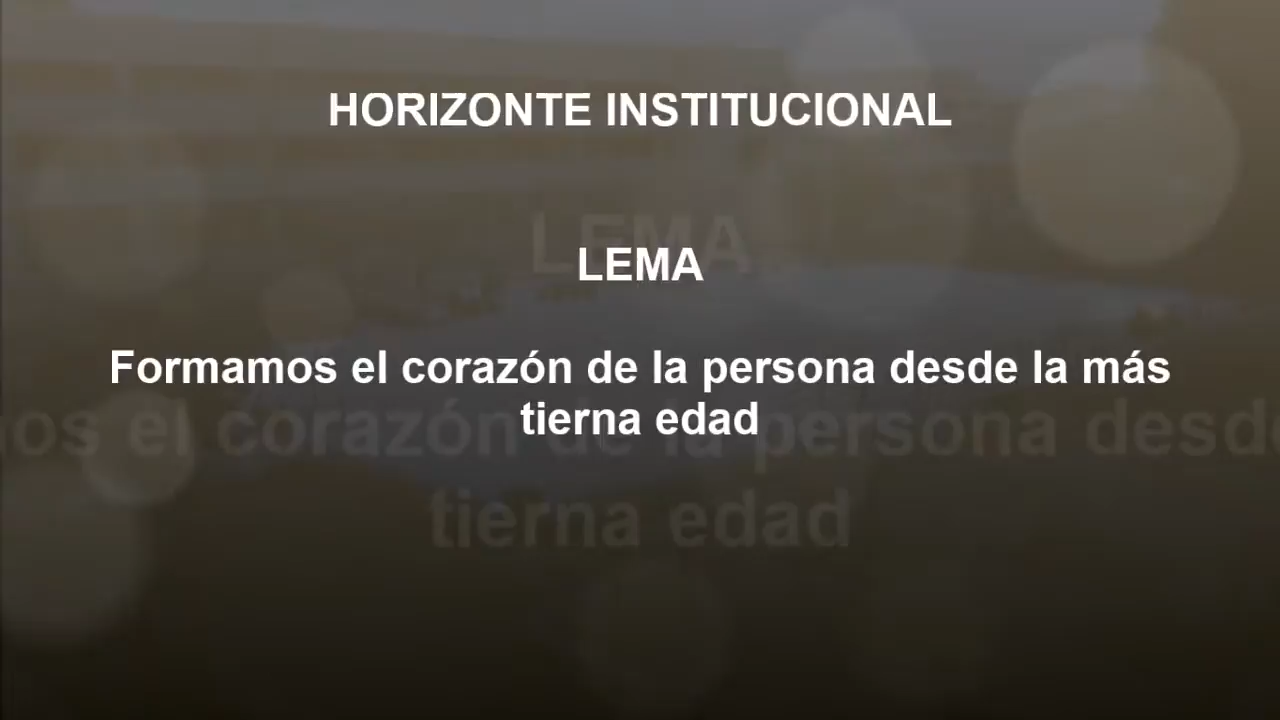 HORIZONTE INSTITUCIONAL
LEMA
Formamos el corazón de la persona desde la más
tierna edad